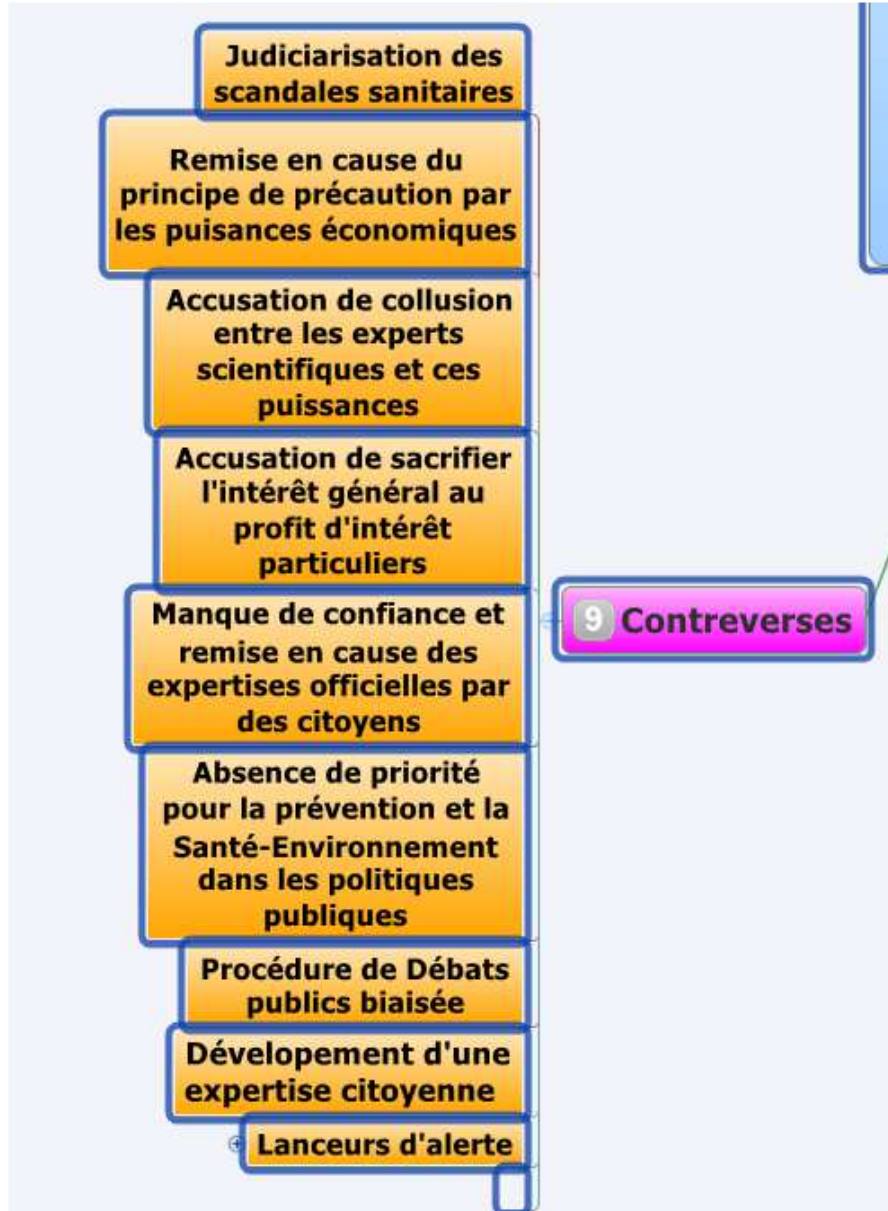 Judiciarisation des
scandales sanitaires
Remise en cause du
principe de précaution par
les puisances économiques
Accusation de collusion
entre les experts
scientifiques et ces
puissances
Accusation de sacrifier
l'intérêt général au
profit d'intérêt
particuliers
Manque de confiance et
remise en cause des
expertises officielles par
des citoyens
Absence de priorité
pour la prévention et la
Santé-Environnement
dans les politiques
publiques
Procédure de Débats
publics biaisée
Dévelopement d'une
expertise citoyenne
Lanceurs d'alerte
9 Contreverses